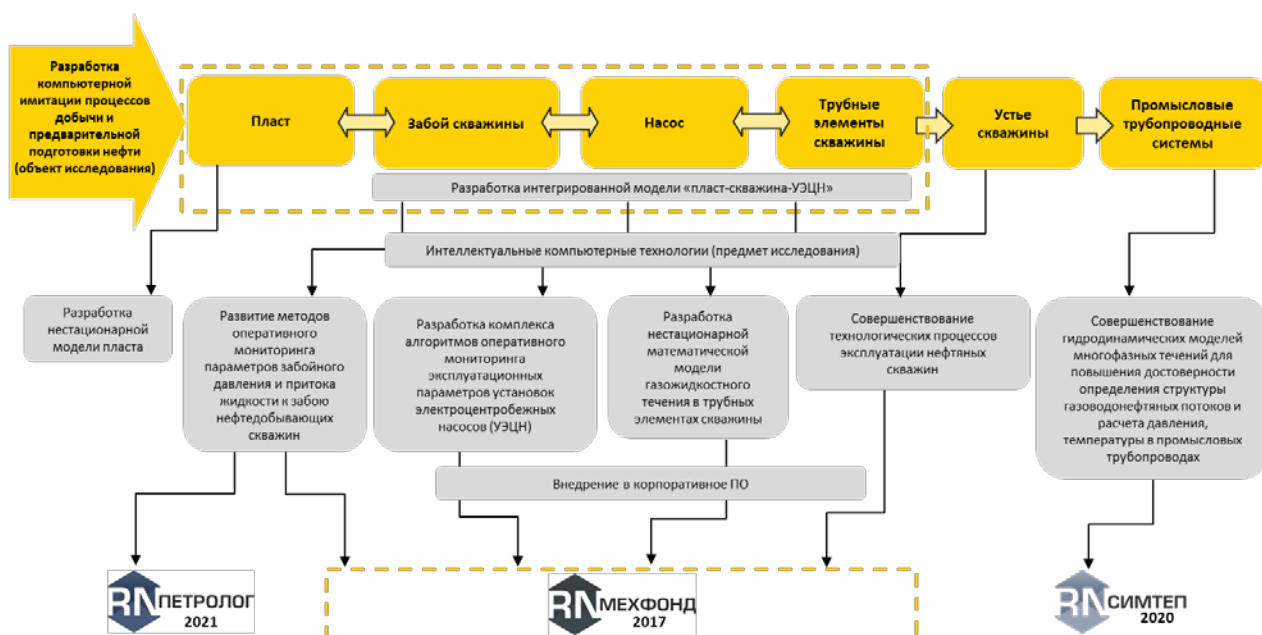 Разработка
компьютерной
имитации процессов
добычи и
предварительной
подготовки нефти
(объект исследования)
Пласт
Забой скважины
Насос
Трубные
элементы
скважины
Устье
скважины
Промысловые
трубопроводные
системы
Разработка интегрированной модели «пласт-скважина-УЭЦН»
Интеллектуальные компьютерные технологии (предмет исследования)
Разработка
нестационарной
модели пласта
Развитие методов
оперативного
мониторинга
параметров забойного
давления и притока
жидкости к забою
нефтедобывающих
скважин
Разработка комплекса
алгоритмов оперативного
мониторинга
эксплуатационных
параметров установок
электроцентробежных
насосов (УЭЦН)
Разработка
нестационарной
математической
модели
газожидкостного
течения в трубных
элементах скважины
Совершенствование
технологических процессов
эксплуатации нефтяных
скважин
Совершенствование
гидродинамических моделей
многофазных течений для
повышения достоверности
определения структуры
газоводонефтяных потоков и
расчета давления,
температуры в промысловых
трубопроводах
Внедрение в корпоративное ПО
RN ПЕТРОЛОГ
2021
RN МЕХФОНД
2017
RN СИМТЕП
2020